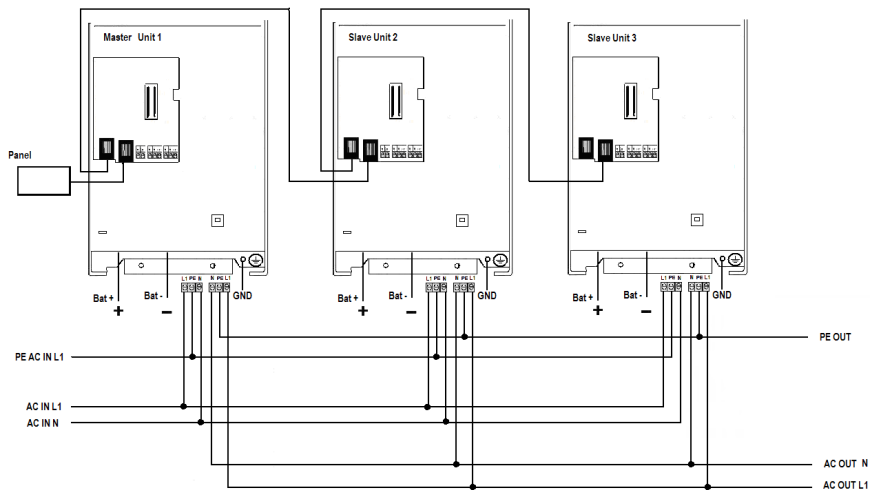 Master Unit 1
Slave Unit 2
Slave Unit 3
Panel
L1 PE N N PE L1
L1 PE N N PE L1
L1 PE N N PE L1
Bat + Bat - GND
Bat + Bat - GND
Bat + Bat - GND
+ −
+ −
+ −
PE OUT
PE AC IN L1
AC IN L1
AC IN N
AC OUT N
AC OUT L1